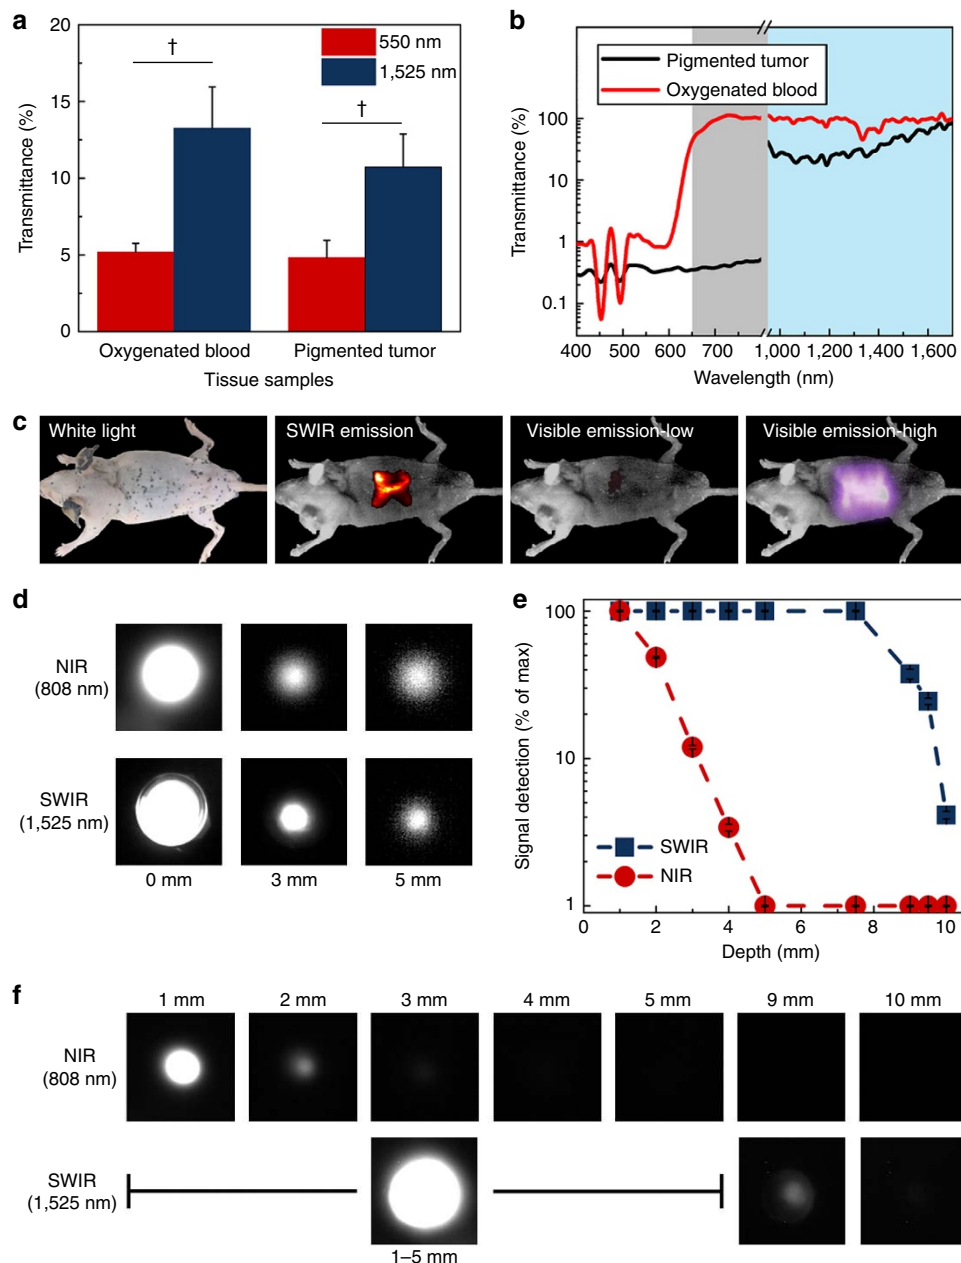 a
20
15
10
5
0
Transmittance (%)
†
†
550 nm
1,525 nm
Oxygenated blood
Pigmented tumor
Tissue samples
b
100
10
1
0.1
Transmittance (%)
Pigmented tumor
Oxygenated blood
400 500 600 700 1,000 1,200 1,400 1,600
Wavelength (nm)
c
White light
SWIR emission
Visible emission-low
Visible emission-high
d
NIR
(808 nm)
SWIR
(1,525 nm)
0 mm
3 mm
5 mm
e
100
10
1
Signal detection (% of max)
SWIR
NIR
0 2 4 6 8 10
Depth (mm)
f
1 mm
2 mm
3 mm
4 mm
5 mm
9 mm
10 mm
NIR
(808 nm)
SWIR
(1,525 nm)
1–5 mm